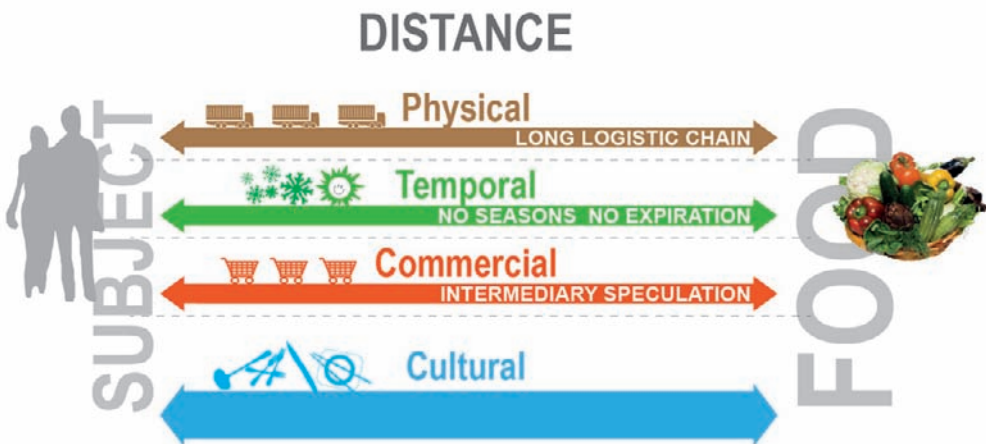 DISTANCE
SUBJECT
Physical
LONG LOGISTIC CHAIN
Temporal
NO SEASONS NO EXPIRATION
Commercial
INTERMEDIARY SPECULATION
Cultural
FOOD